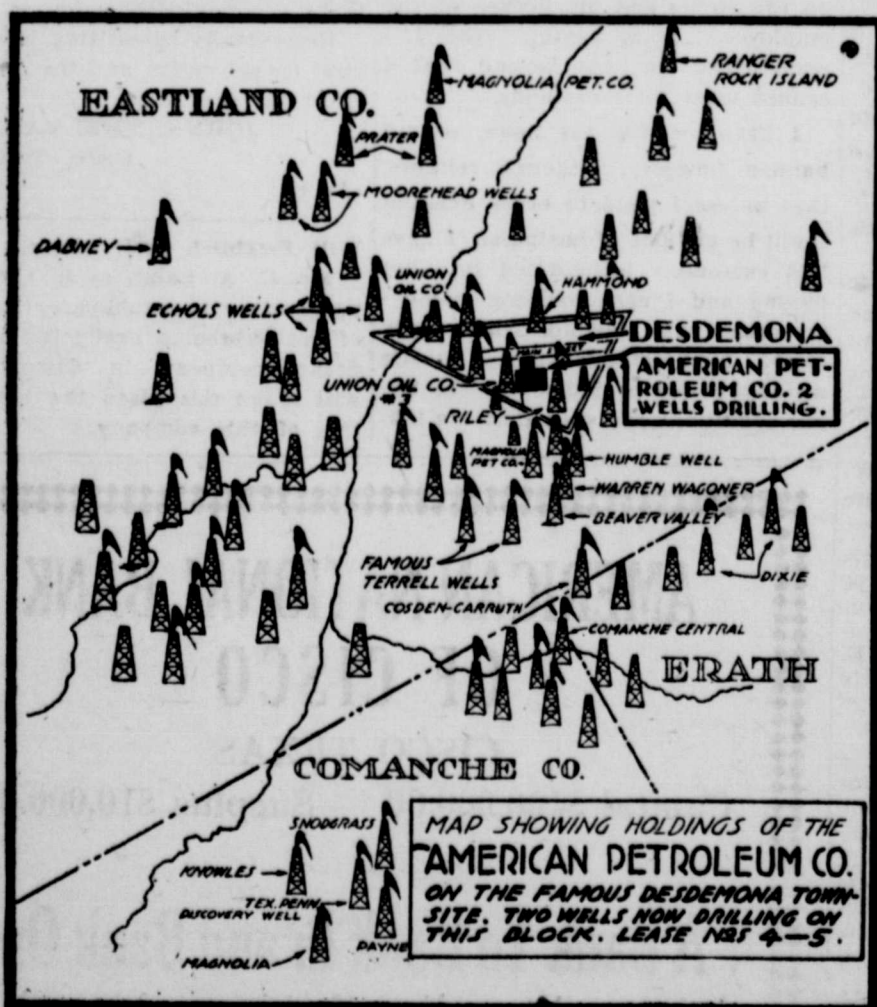 RANGER
ROCK ISLAND
MAGNOLIA PET. CO.
EASTLAND CO.
PRATER
MOOREHEAD WELLS
DABNEY
UNION
OIL CO
HAMMOND
ECHOLS WELLS
DESDEMONA
MAIN STREET
AMERICAN PET-
ROLEUM CO. 2
WELLS DRILLING.
UNION OIL CO.
#3
RILEY
MAGNOLIA
PET CO.
HUMBLE WELL
WARREN WAGONER
BEAVER VALLEY
FAMOUS
TERRELL WELLS
DIXIE
COSDEN-CARRUTH
COMANCHE CENTRAL
ERATH
COMANCHE CO.
SNODGRASS
KNOWLES
TEX. PENN.
DISCOVERY WELL
PAYNE
MAGNOLIA
MAP SHOWING HOLDINGS OF THE
AMERICAN PETROLEUM CO.
ON THE FAMOUS DESDEMONA TOWN-
SITE. TWO WELLS NOW DRILLING ON
THIS BLOCK. LEASE NOS 4-5.